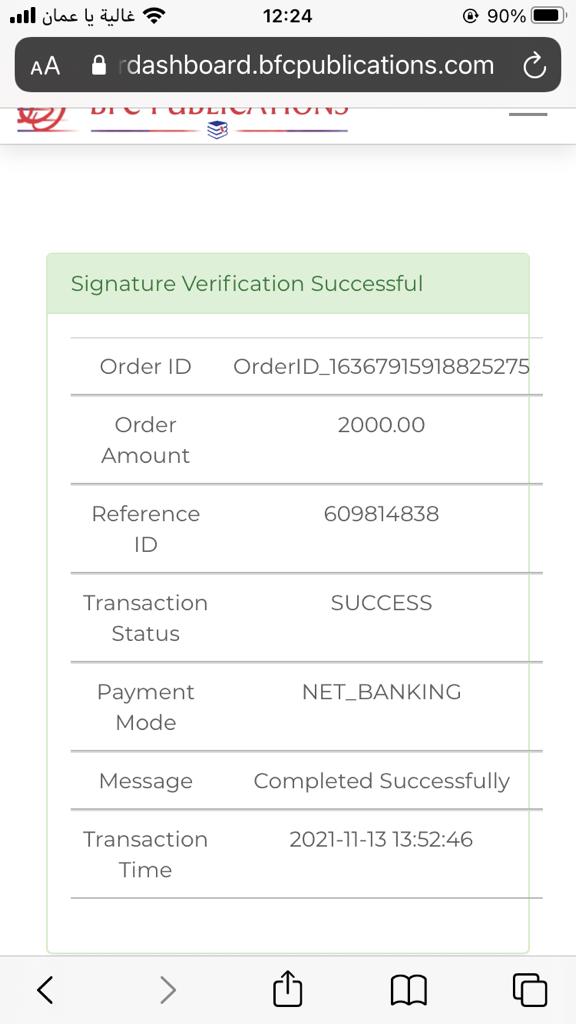 غالية يا عمان
12:24
90%
AA rdashboard.bfcpublications.com
BFC PUBLICATIONS
Signature Verification Successful
Order ID OrderID_16367915918825275
Order Amount 2000.00
Reference ID 609814838
Transaction Status SUCCESS
Payment Mode NET_BANKING
Message Completed Successfully
Transaction Time 2021-11-13 13:52:46